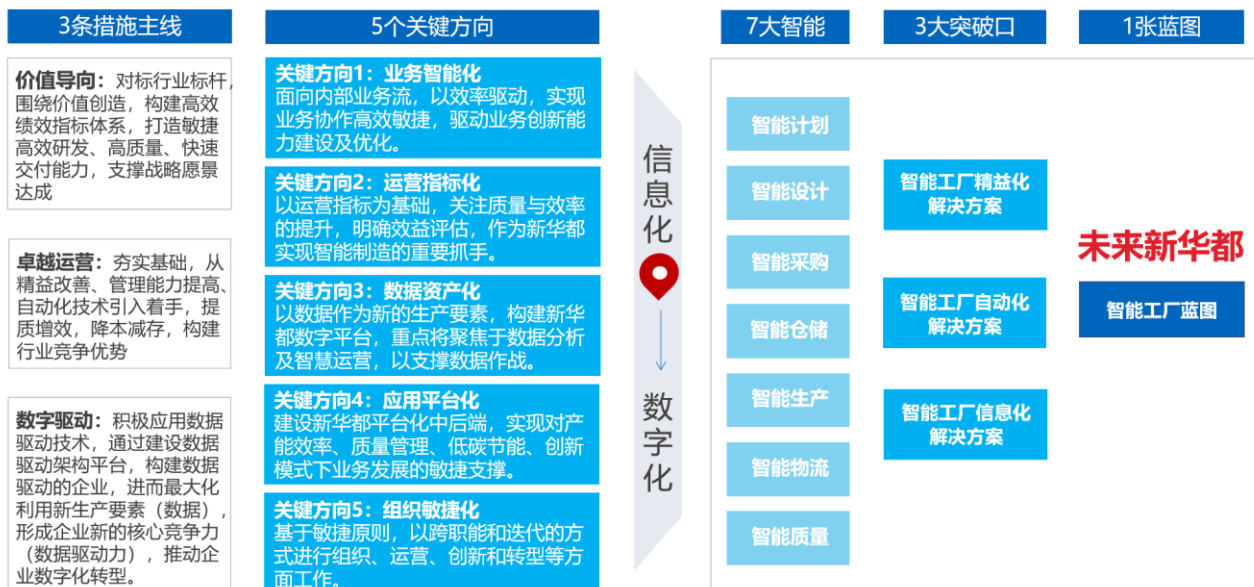 3条措施主线
价值导向：对标行业标杆，
围绕价值创造，构建高效
绩效指标体系，打造敏捷
高效研发、高质量、快速
交付能力，支撑战略愿景
达成
卓越运营：夯实基础，从
精益改善、管理能力提高、
自动化技术引入着手，提
质增效，降本减存，构建
行业竞争优势
数字驱动：积极应用数据
驱动技术，通过建设数据
驱动架构平台，构建数据
驱动的企业，进而最大化
利用新生产要素（数据），
形成企业新的核心竞争力
（数据驱动力），推动企
业数字化转型。
5个关键方向
关键方向1：业务智能化
面向内部业务流，以效率驱动，实现
业务协作高效敏捷，驱动业务创新能
力建设及优化。
关键方向2：运营指标化
以运营指标为基础，关注质量与效率
的提升，明确效益评估，作为新华都
实现智能制造的重要抓手。
关键方向3：数据资产化
以数据作为新的生产要素，构建新华
都数字平台，重点将聚焦于数据分析
及智慧运营，以支撑数据作战。
关键方向4：应用平台化
建设新华都平台化中后端，实现对产
能效率、质量管理、低碳节能、创新
模式下业务发展的敏捷支撑。
关键方向5：组织敏捷化
基于敏捷原则，以跨职能和迭代的方
式进行组织、运营、创新和转型等方
面工作。
信息化
数字化
7大智能
智能计划
智能设计
智能采购
智能仓储
智能生产
智能物流
智能质量
3大突破口
智能工厂精益化
解决方案
智能工厂自动化
解决方案
智能工厂信息化
解决方案
1张蓝图
未来新华都
智能工厂蓝图